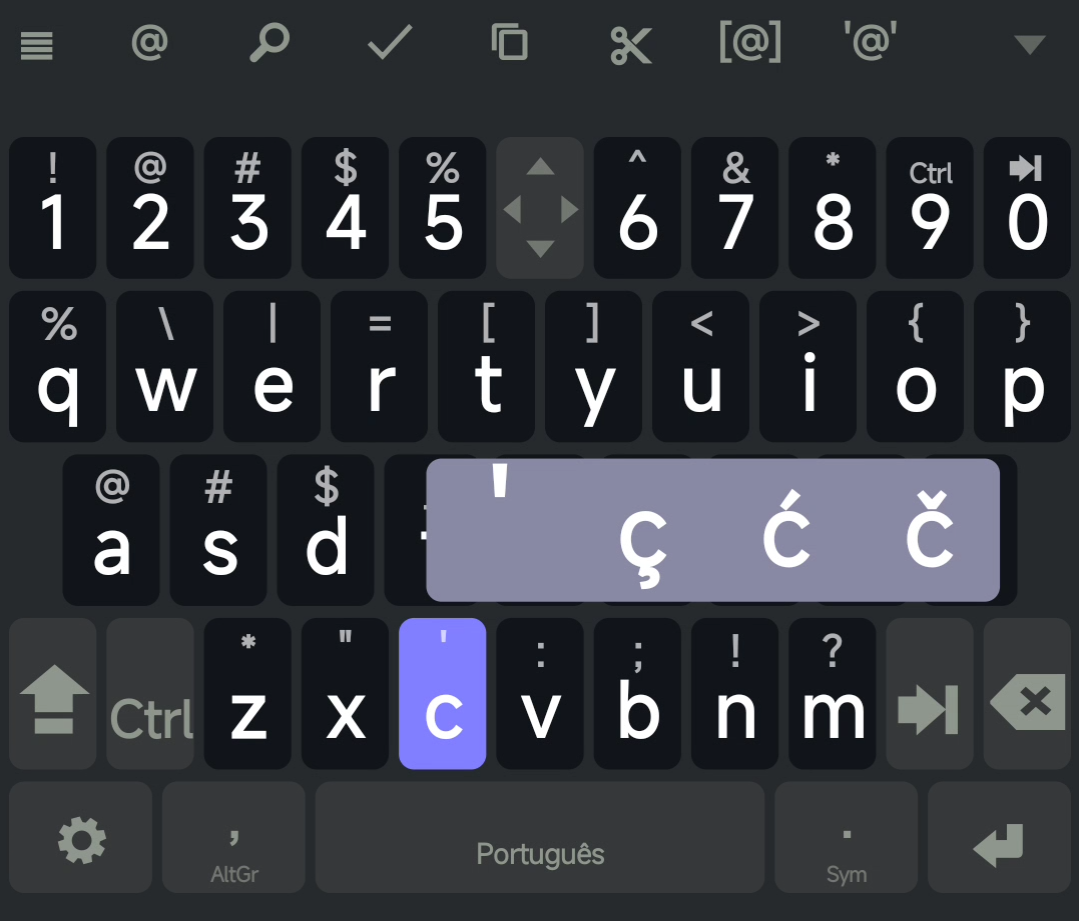 @ [@] '@'
! @ # $ % ^ & * Ctrl
1 2 3 4 5 6 7 8 9 0
% \ | = [ ] < > { }
q w e r t y u i o p
@ # $ ' ç ć č
a s d
* " ' : ; ! ?
Ctrl z x c v b n m
, .
AltGr Português Sym